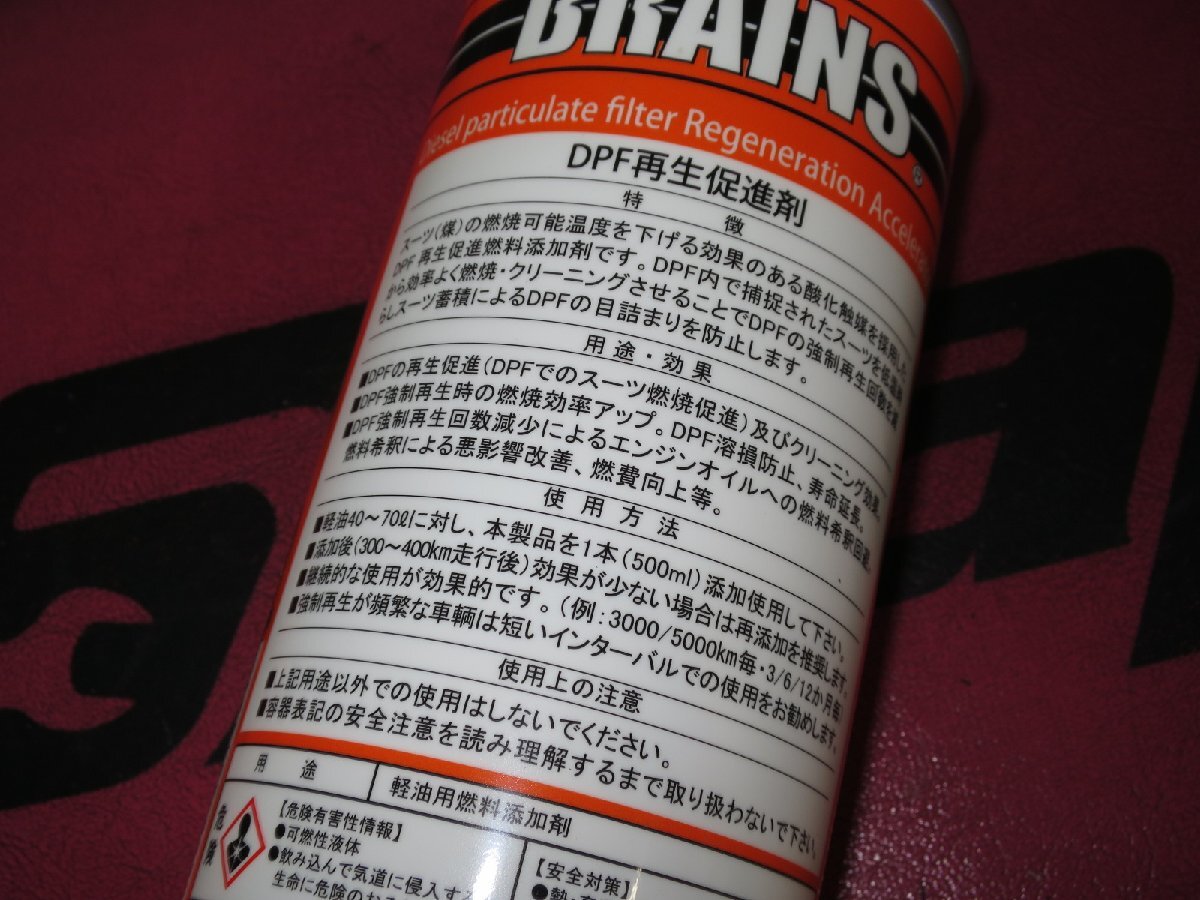 BRAINS
®
Diesel particulate filter Regeneration Accelera
DPF再生促進剤
特 徴
スーツ(煤)の燃焼可能温度を下げる効果のある酸化触媒を採用した
DPF再生促進燃料添加剤です。DPF内で捕捉されたスーツを低温域
から効率よく燃焼・クリーニングさせることでDPFの強制再生回数を減
らしスーツ蓄積によるDPFの目詰まりを防止します。
用途・効果
■DPFの再生促進(DPFでのスーツ燃焼促進)及びクリーニング効果。
■DPF強制再生時の燃焼効率アップ。DPF溶損防止、寿命延長。
■DPF強制再生回数減少によるエンジンオイルへの燃料希釈回避、
燃料希釈による悪影響改善、燃費向上等。
使用方法
■軽油40～70ℓに対し、本製品を1本(500ml)添加使用して下さい。
■添加後(300～400km走行後)効果が少ない場合は再添加を推奨します。
■継続的な使用が効果的です。(例:3000/5000km毎・3/6/12か月毎)
■強制再生が頻繁な車輌は短いインターバルでの使用をお勧めします。
使用上の注意
■上記用途以外での使用はしないでください。
■容器表記の安全注意を読み理解するまで取り扱わないで下さい。
用 途 軽油用燃料添加剤
危険
【危険有害性情報】
●可燃性液体
●飲み込んで気道に侵入する
生命に危険のおそ
【安全対策】
●熱・